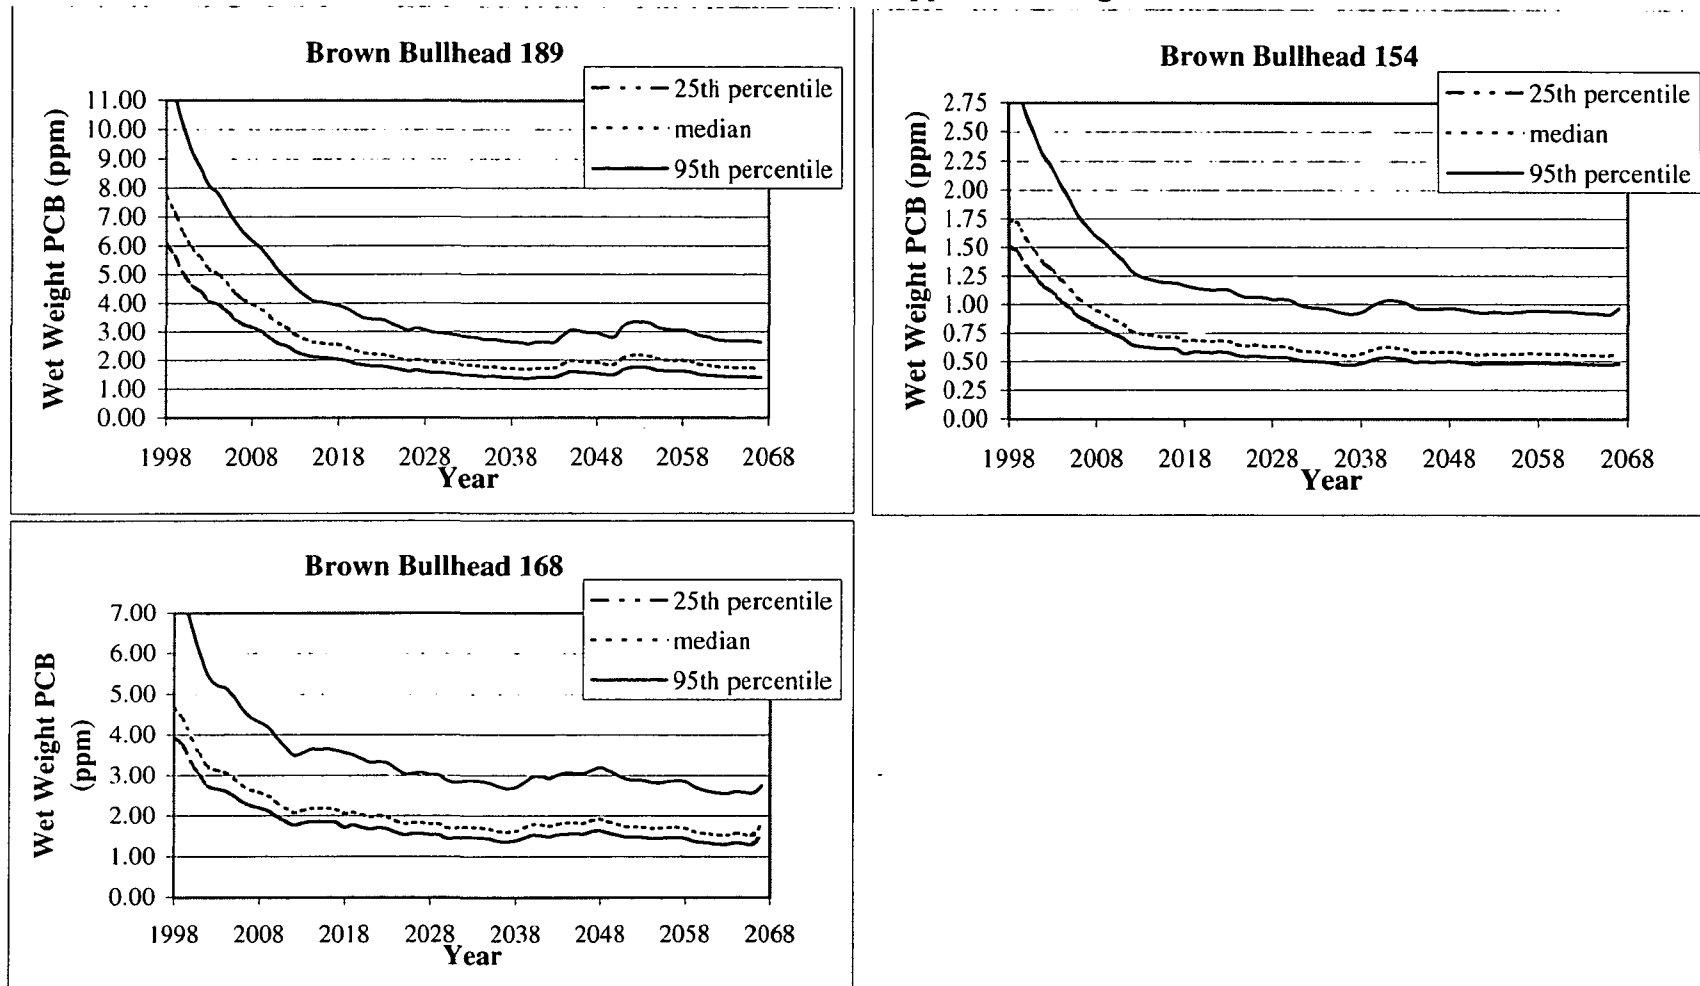 Brown Bullhead 189
25th percentile
median
95th percentile
Wet Weight PCB (ppm)
11.00
10.00
9.00
8.00
7.00
6.00
5.00
4.00
3.00
2.00
1.00
0.00
1998 2008 2018 2028 2038 2048 2058 2068
Year
Brown Bullhead 154
25th percentile
median
95th percentile
Wet Weight PCB (ppm)
2.75
2.50
2.25
2.00
1.75
1.50
1.25
1.00
0.75
0.50
0.25
0.00
1998 2008 2018 2028 2038 2048 2058 2068
Year
Brown Bullhead 168
25th percentile
median
95th percentile
Wet Weight PCB
(ppm)
7.00
6.00
5.00
4.00
3.00
2.00
1.00
0.00
1998 2008 2018 2028 2038 2048 2058 2068
Year